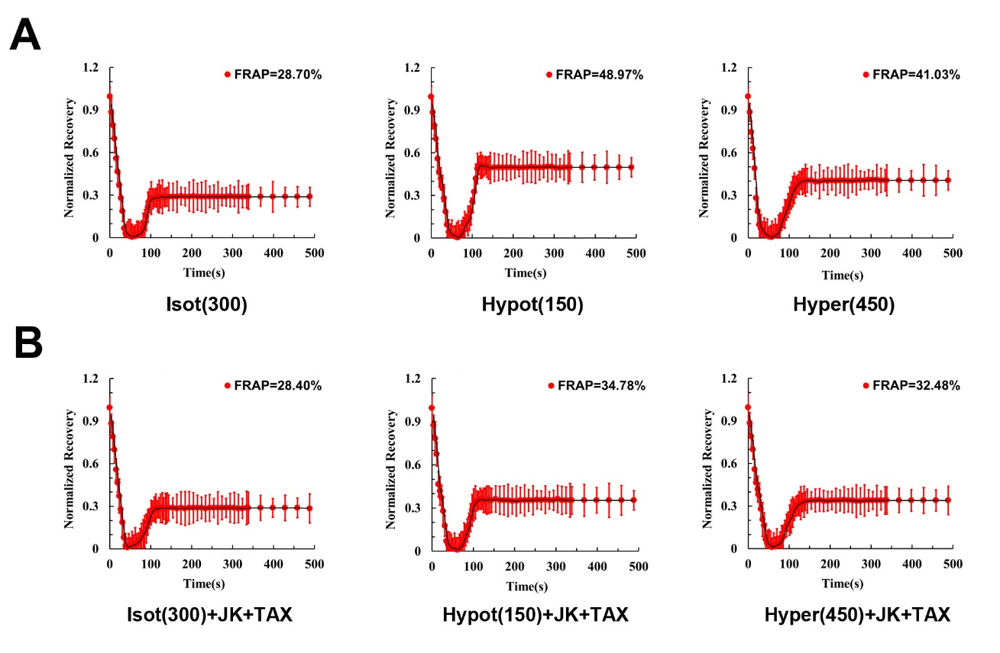 A
1.2
0.9
0.6
0.3
0
Normalized Recovery
FRAP=28.70%
0 100 200 300 400 500
Time(s)
Isot(300)
1.2
0.9
0.6
0.3
0
Normalized Recovery
FRAP=48.97%
0 100 200 300 400 500
Time(s)
Hypot(150)
1.2
0.9
0.6
0.3
0
Normalized Recovery
FRAP=41.03%
0 100 200 300 400 500
Time(s)
Hyper(450)
B
1.2
0.9
0.6
0.3
0
Normalized Recovery
FRAP=28.40%
0 100 200 300 400 500
Time(s)
Isot(300)+JK+TAX
1.2
0.9
0.6
0.3
0
Normalized Recovery
FRAP=34.78%
0 100 200 300 400 500
Time(s)
Hypot(150)+JK+TAX
1.2
0.9
0.6
0.3
0
Normalized Recovery
FRAP=32.48%
0 100 200 300 400 500
Time(s)
Hyper(450)+JK+TAX